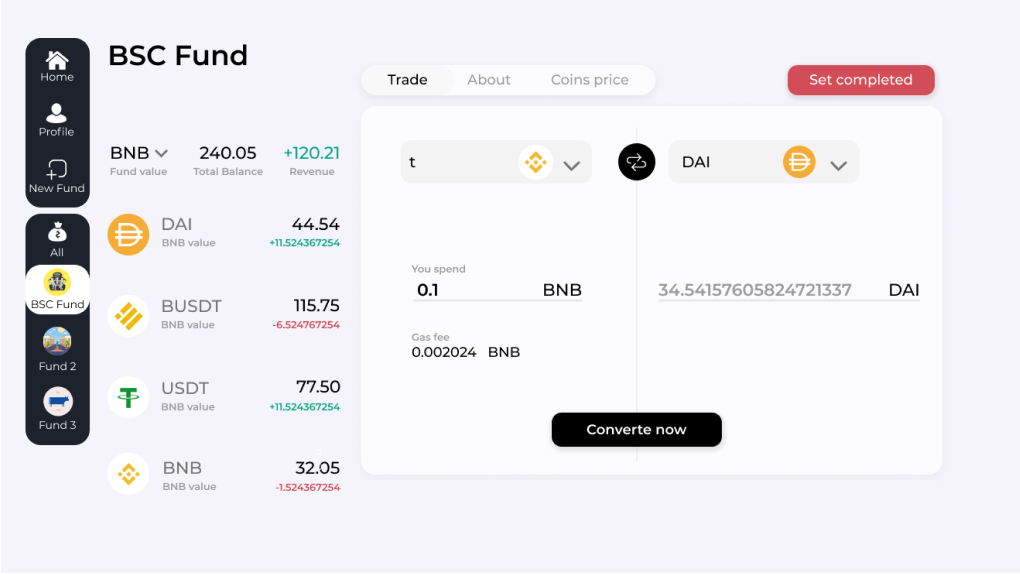 BSC Fund
Home
Profile
New Fund
All
BSC Fund
Fund 2
Fund 3
BNB 240.05 +120.21
Fund value Total Balance Revenue
DAI 44.54
BNB value +11.524367254
BUSDT 115.75
BNB value -6.524767254
USDT 77.50
BNB value +11.524367254
BNB 32.05
BNB value -1.524367254
Trade About Coins price
Set completed
t DAI
You spend
0.1 BNB 34.54157605824721337 DAI
Gas fee
0.002024 BNB
Converte now